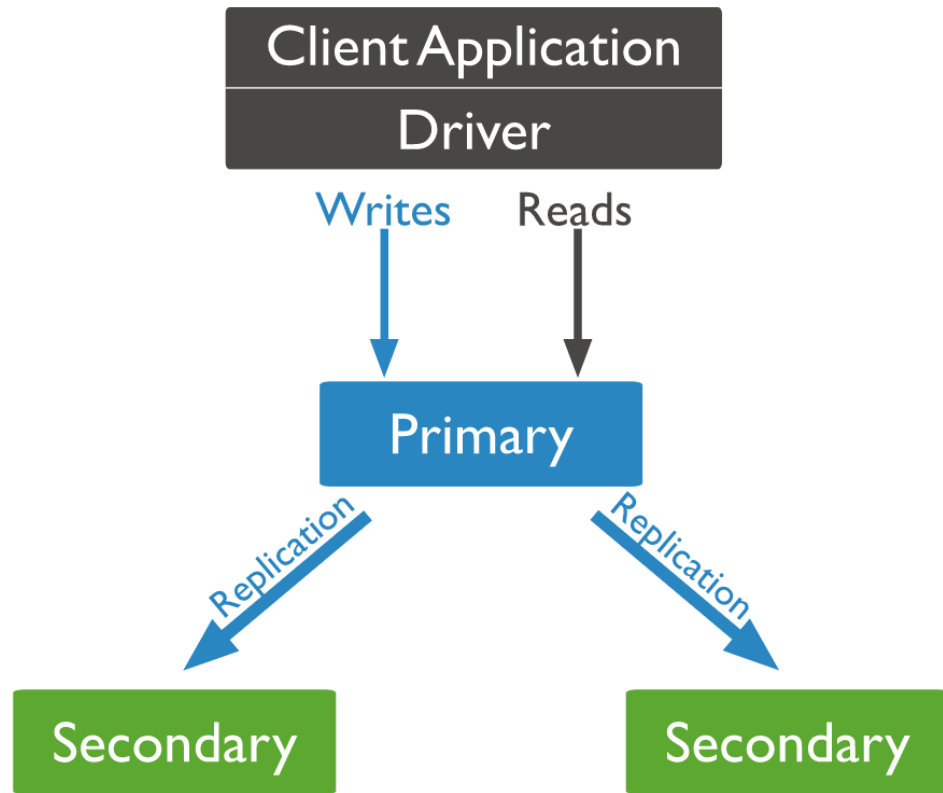 Client Application
Driver
Writes
Reads
Primary
Replication
Replication
Secondary
Secondary